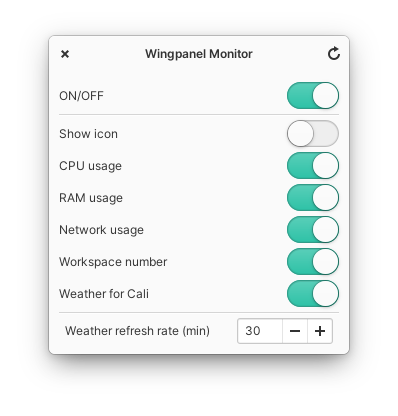 Wingpanel Monitor
ON/OFF
Show icon
CPU usage
RAM usage
Network usage
Workspace number
Weather for Cali
Weather refresh rate (min) 30